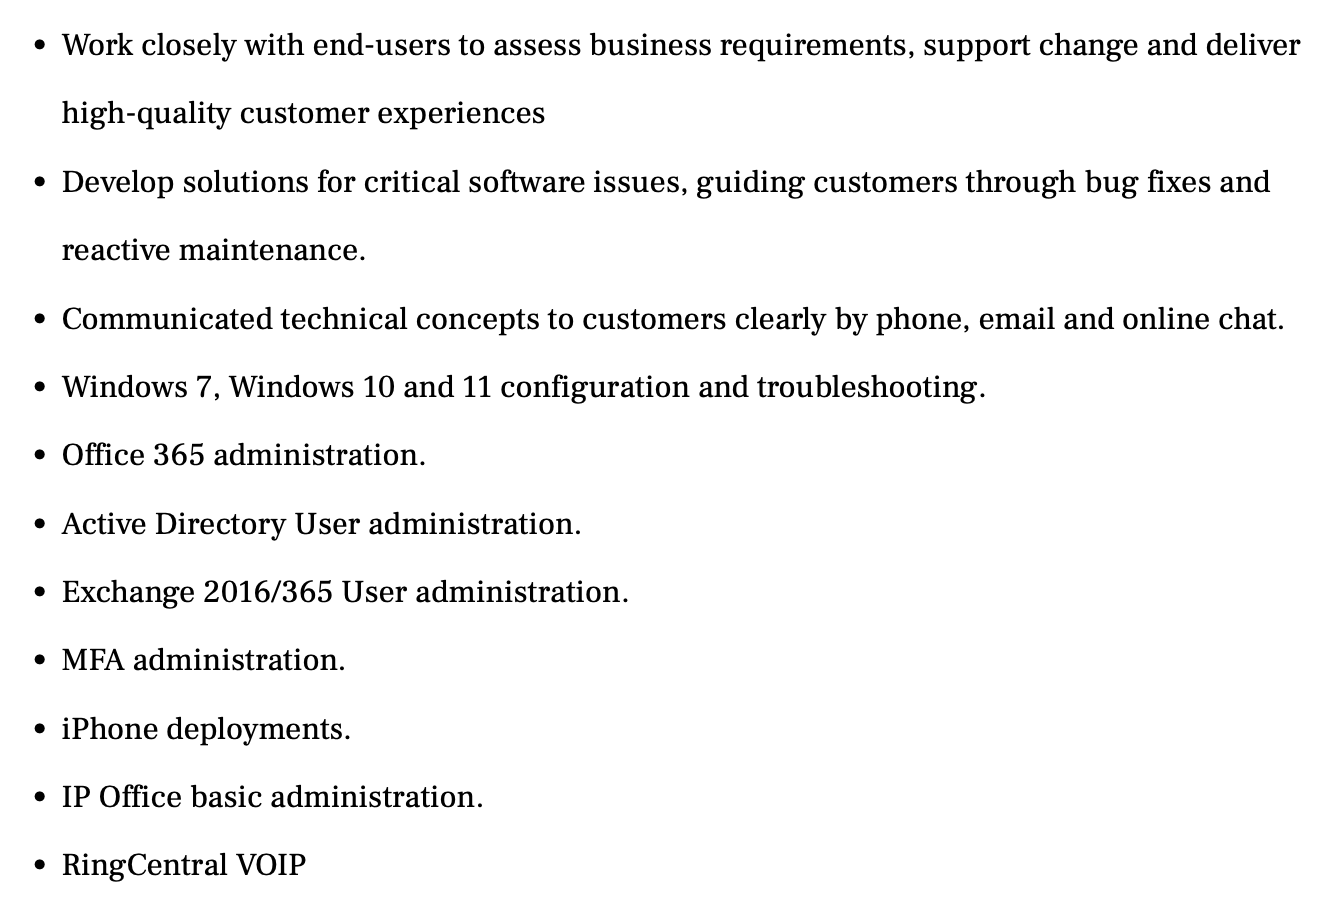 • Work closely with end-users to assess business requirements, support change and deliver
high-quality customer experiences
• Develop solutions for critical software issues, guiding customers through bug fixes and
reactive maintenance.
• Communicated technical concepts to customers clearly by phone, email and online chat.
• Windows 7, Windows 10 and 11 configuration and troubleshooting.
• Office 365 administration.
• Active Directory User administration.
• Exchange 2016/365 User administration.
• MFA administration.
• iPhone deployments.
• IP Office basic administration.
• RingCentral VOIP